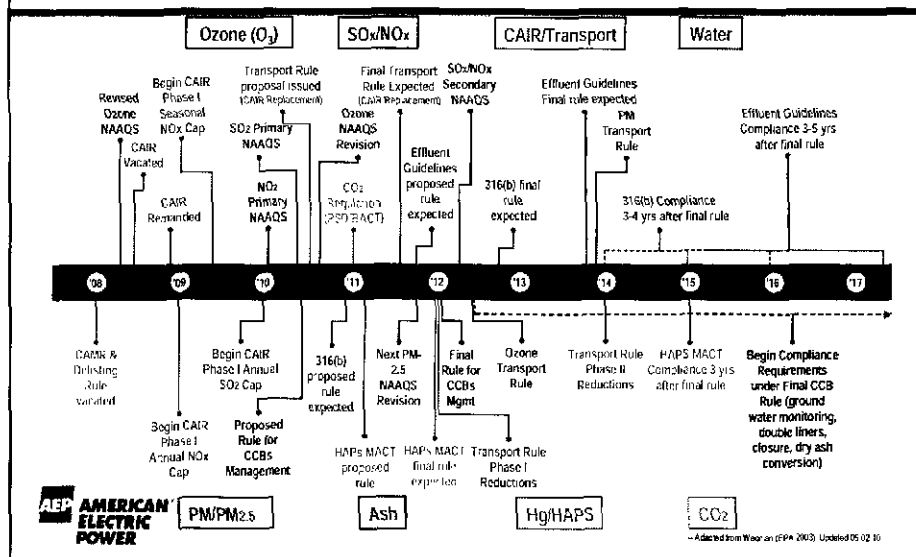 Ozone (O3)
SOx/NOx
CAIR/Transport
Water
Revised
Ozone
NAAQS
CAIR
Vacated
Begin CAIR
Phase I
Seasonal
NOx Cap
CAIR
Remanded
Transport Rule
proposal issued
(CAIR Replacement)
SO2 Primary
NAAQS
NO2
Primary
NAAQS
Ozone
NAAQS
Revision
CO2
Regulation
(PSD/BACT)
Final Transport
Rule Expected
(CAIR Replacement)
Effluent
Guidelines
proposed
rule
expected
SOx/NOx
Secondary
NAAQS
316(b) final
rule
expected
Effluent Guidelines
Final rule expected
PM
Transport
Rule
316(b) Compliance
3-4 yrs after final rule
Effluent Guidelines
Compliance 3-5 yrs
after final rule
'08
'09
'10
'11
'12
'13
'14
'15
'16
'17
CAMR &
Delisting
Rule
vacated
Begin CAIR
Phase I
Annual NOx
Cap
Begin CAIR
Phase I Annual
SO2 Cap
Proposed
Rule for
CCBs
Management
316(b)
proposed
rule
expected
HAPs MACT
proposed
rule
Next PM-
2.5
NAAQS
Revision
HAPs MACT
final rule
expected
Final
Rule for
CCBs
Mgmt
Transport Rule
Phase I
Reductions
Ozone
Transport
Rule
Transport Rule
Phase II
Reductions
HAPS MACT
Compliance 3 yrs
after final rule
Begin Compliance
Requirements
under Final CCB
Rule (ground
water monitoring,
double liners,
closure, dry ash
conversion)
AEP AMERICAN
ELECTRIC
POWER
PM/PM2.5
Ash
Hg/HAPS
CO2
-- Adapted from (EPA 2003) Updated 05.02.10